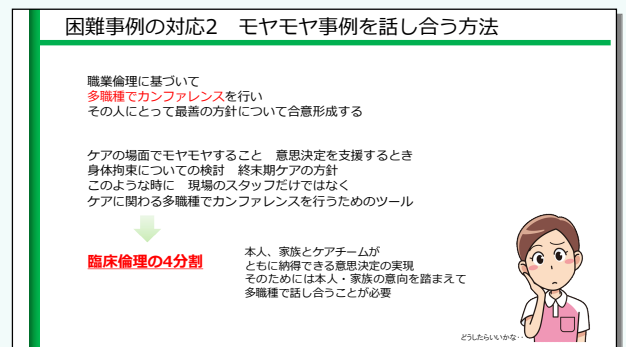 困難事例の対応2　モヤモヤ事例を話し合う方法
職業倫理に基づいて
多職種でカンファレンスを行い
その人にとって最善の方針について合意形成する
ケアの場面でモヤモヤすること　意思決定を支援するとき
身体拘束についての検討　終末期ケアの方針
このような時に　現場のスタッフだけではなく
ケアに関わる多職種でカンファレンスを行うためのツール
臨床倫理の4分割
本人、家族とケアチームが
ともに納得できる意思決定の実現
そのためには本人・家族の意向を踏まえて
多職種で話し合うことが必要
どうしたらいいかな・・